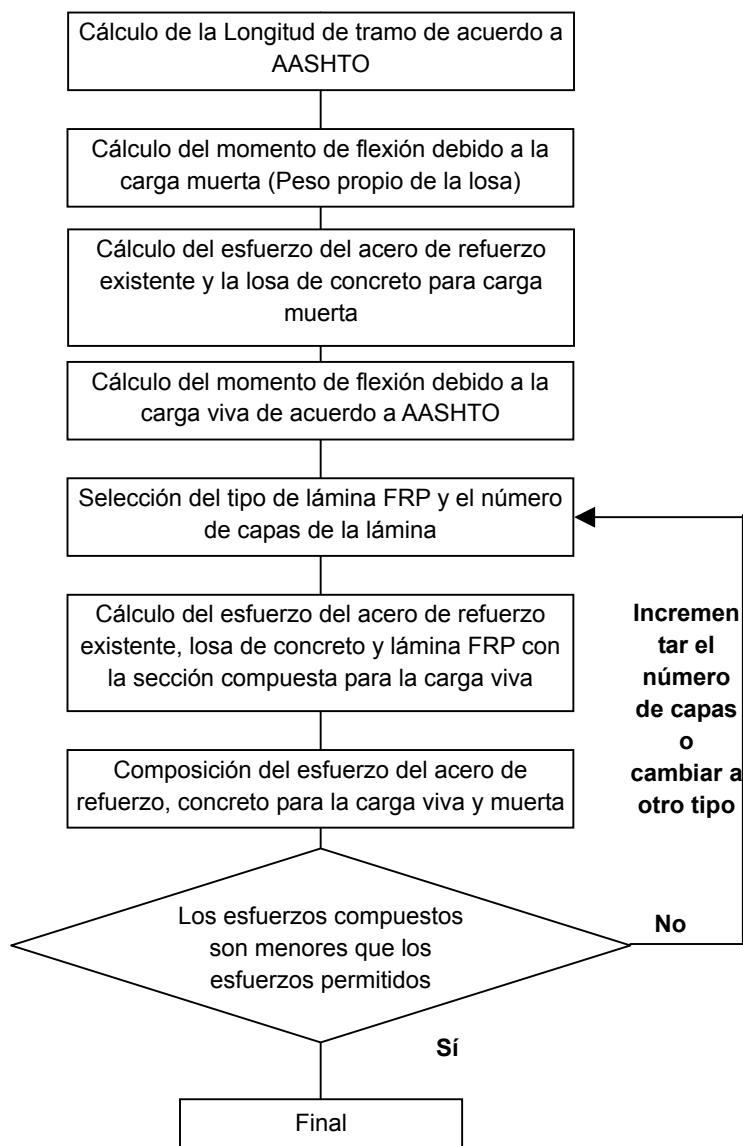 Cálculo de la Longitud de tramo de acuerdo a
AASHTO
Cálculo del momento de flexión debido a la
carga muerta (Peso propio de la losa)
Cálculo del esfuerzo del acero de refuerzo
existente y la losa de concreto para carga
muerta
Cálculo del momento de flexión debido a la
carga viva de acuerdo a AASHTO
Selección del tipo de lámina FRP y el número
de capas de la lámina
Cálculo del esfuerzo del acero de refuerzo
existente, losa de concreto y lámina FRP con
la sección compuesta para la carga viva
Composición del esfuerzo del acero de
refuerzo, concreto para la carga viva y muerta
Los esfuerzos compuestos
son menores que los
esfuerzos permitidos
No
Incremen
tar el
número
de capas
o
cambiar a
otro tipo
Sí
Final